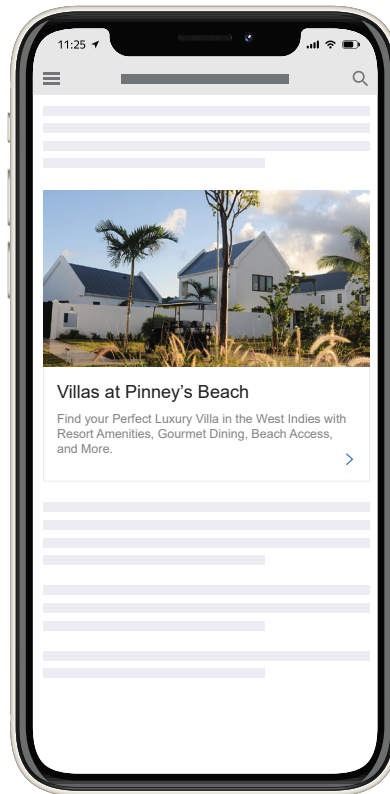 11:25
Villas at Pinney’s Beach
Find your Perfect Luxury Villa in the West Indies with
Resort Amenities, Gourmet Dining, Beach Access,
and More.